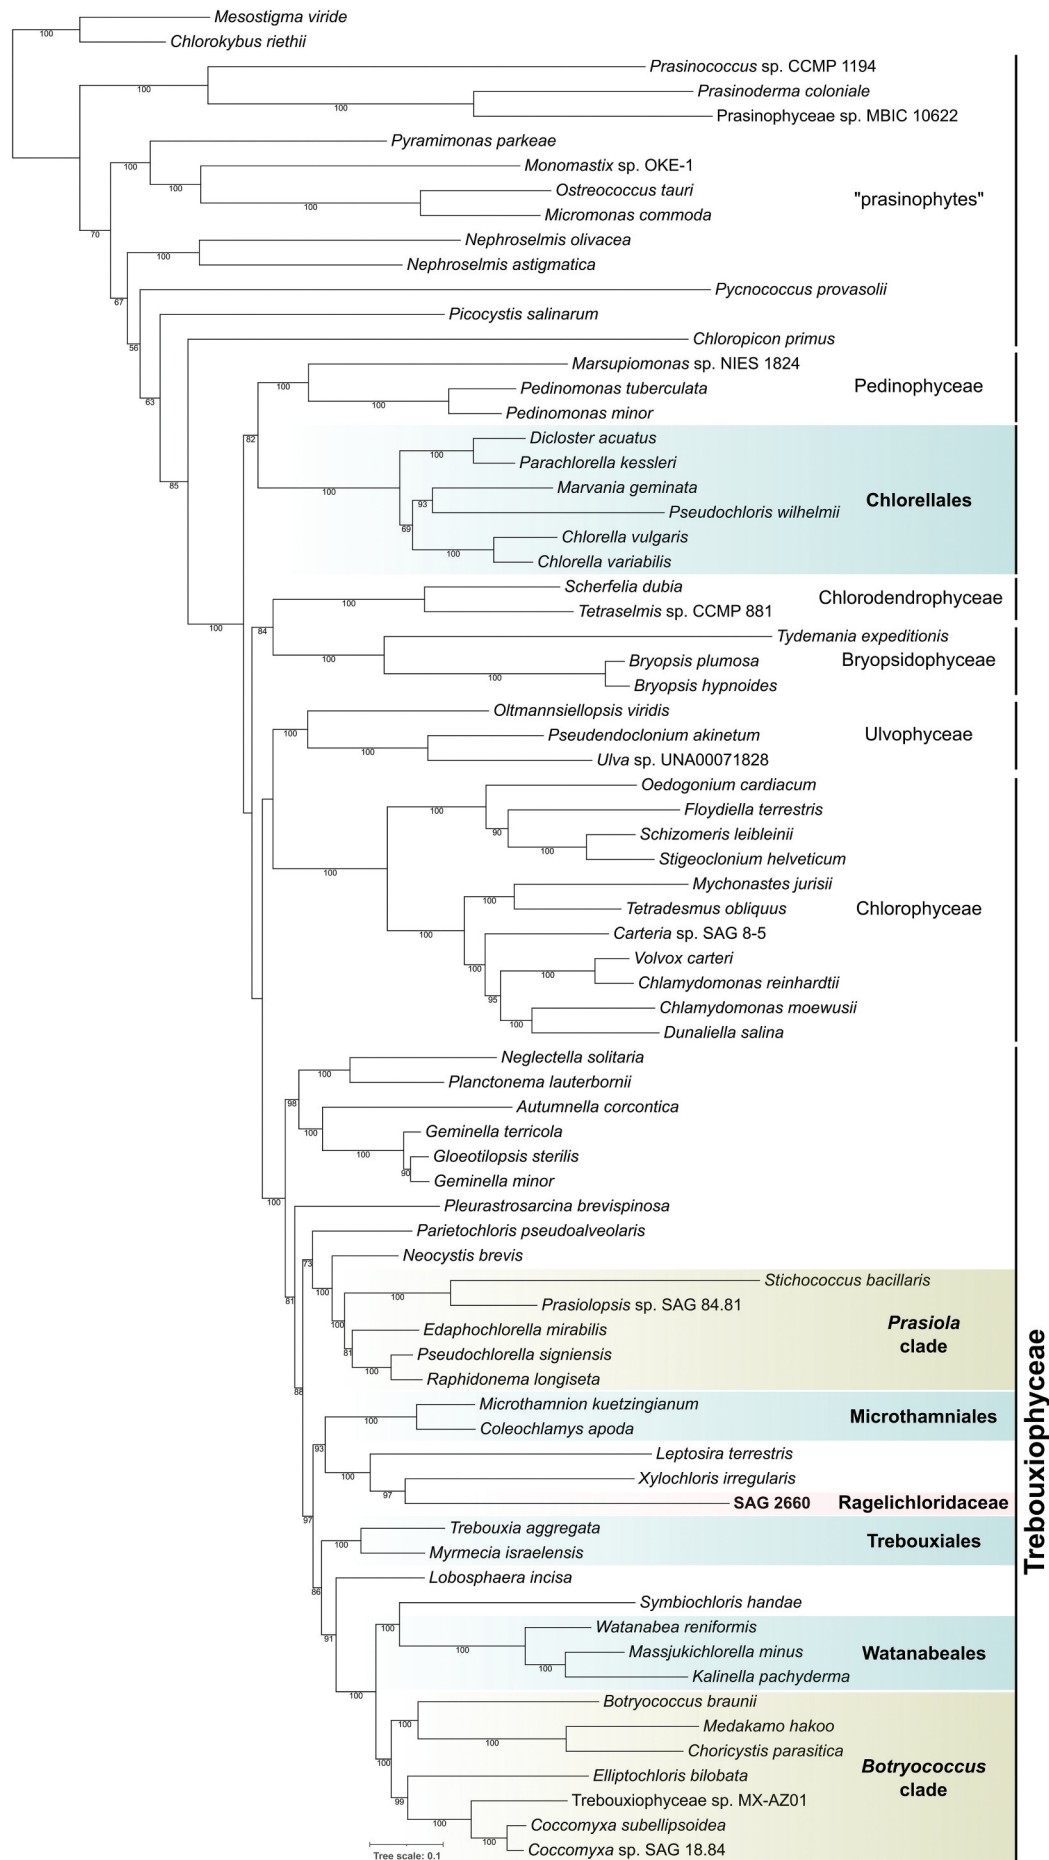 Mesostigma viride
100
Chlorokybus riethii
Prasinococcus sp. CCMP 1194
100
Prasinoderma coloniale
100
Prasinophyceae sp. MBIC 10622
Pyramimonas parkeae
100
Monomastix sp. OKE-1
100
Ostreococcus tauri
100
"prasinophytes"
Micromonas commoda
70
Nephroselmis olivacea
100
Nephroselmis astigmatica
Pycnococcus provasolii
67
Picocystis salinarum
Chloropicon primus
56
Marsupiomonas sp. NIES 1824
100
Pedinomonas tuberculata
Pedinophyceae
63
100
Pedinomonas minor
82
Dicloster acuatus
100
Parachlorella kessleri
85
100
Marvania geminata
93
Chlorellales
Pseudochloris wilhelmii
69
Chlorella vulgaris
100
Chlorella variabilis
Scherfelia dubia
100
Chlorodendrophyceae
Tetraselmis sp. CCMP 881
100
84
Tydemania expeditionis
100
Bryopsis plumosa
Bryopsidophyceae
100
Bryopsis hypnoides
Oltmannsiellopsis viridis
100
Pseudendoclonium akinetum
Ulvophyceae
100
Ulva sp. UNA00071828
Oedogonium cardiacum
100
Floydiella terrestris
90
Schizomeris leibleinii
100
Stigeoclonium helveticum
100
Mychonastes jurisii
100
Tetradesmus obliquus
Chlorophyceae
100
Carteria sp. SAG 8-5
Volvox carteri
100
100
Chlamydomonas reinhardtii
95
Chlamydomonas moewusii
100
Dunaliella salina
Neglectella solitaria
100
Planctonema lauterbornii
98
Autumnella corcontica
100
Geminella terricola
100
Gloeotilopsis sterilis
90
Geminella minor
100
Pleurastrosarcina brevispinosa
Parietochloris pseudoalveolaris
Neocystis brevis
73
Stichococcus bacillaris
100
100
81
Prasiolopsis sp. SAG 84.81
100
Edaphochlorella mirabilis
Prasiola
clade
81
Pseudochlorella signiensis
100
Raphidonema longiseta
88
Microthamnion kuetzingianum
100
Microthamniales
Coleochlamys apoda
93
Leptosira terrestris
100
Xylochloris irregularis
97
SAG 2660
Ragelichloridaceae
97
Trebouxia aggregata
100
Trebouxiales
Myrmecia israelensis
Lobosphaera incisa
86
Symbiochloris handae
100
Watanabea reniformis
91
100
Massjukichlorella minus
Watanabeales
100
Kalinella pachyderma
100
Botryococcus braunii
100
Medakamo hakoo
100
Choricystis parasitica
100
Botryococcus
clade
Elliptochloris bilobata
99
Trebouxiophyceae sp. MX-AZ01
100
Coccomyxa subellipsoidea
100
Coccomyxa sp. SAG 18.84
Tree scale: 0.1
Trebouxiophyceae